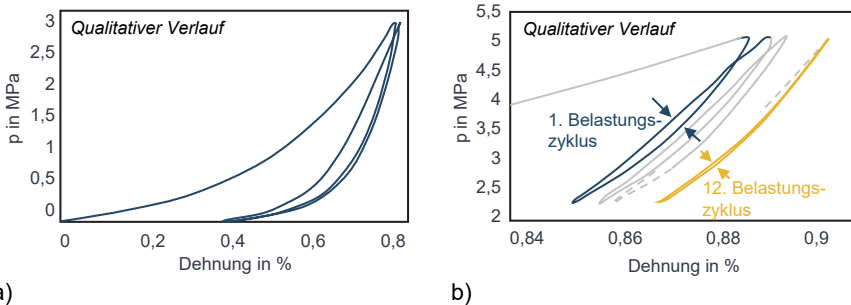 Qualitativer Verlauf
p in MPa
3
2,5
2
1,5
1
0,5
0
0
0,2
0,4
0,6
0,8
Dehnung in %
a)
Qualitativer Verlauf
p in MPa
5,5
5
4,5
4
3,5
3
2,5
2
1. Belastungs-
zyklus
12. Belastungs-
zyklus
0,84
0,86
0,88
0,9
Dehnung in %
b)